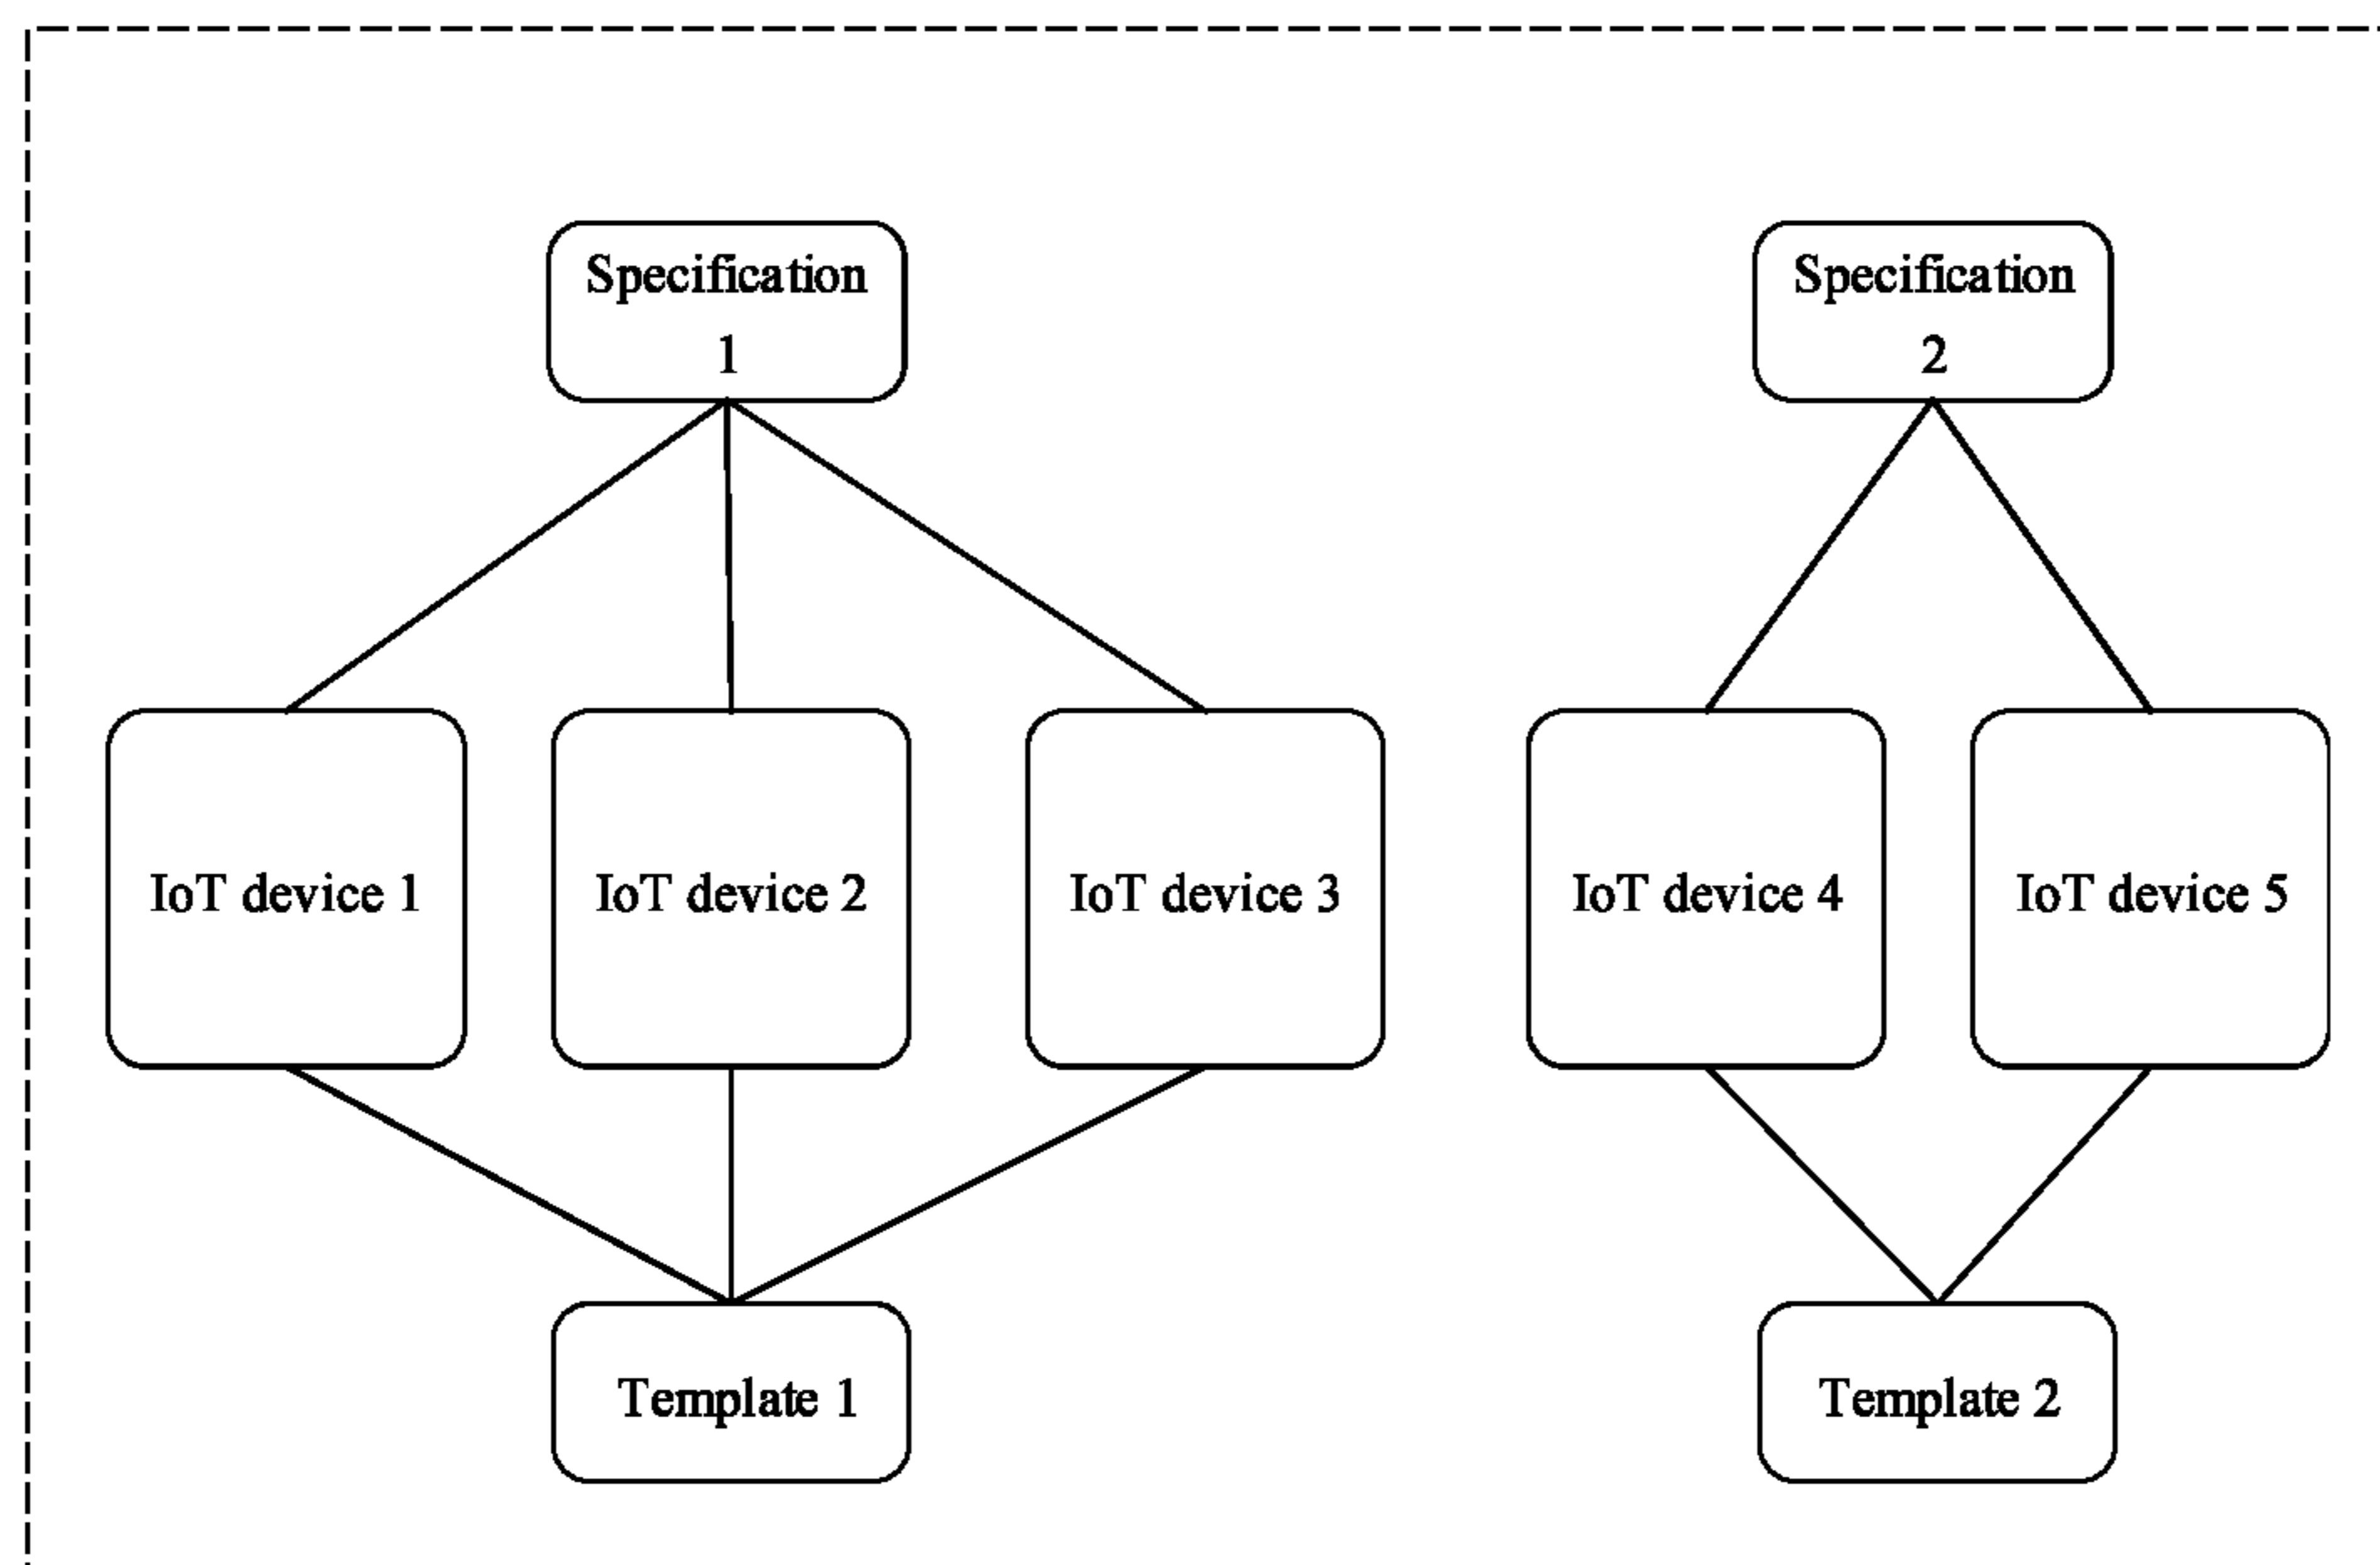 Specification
1
Specification
2
IoT device 1
IoT device 2
IoT device 3
IoT device 4
IoT device 5
Template 1
Template 2